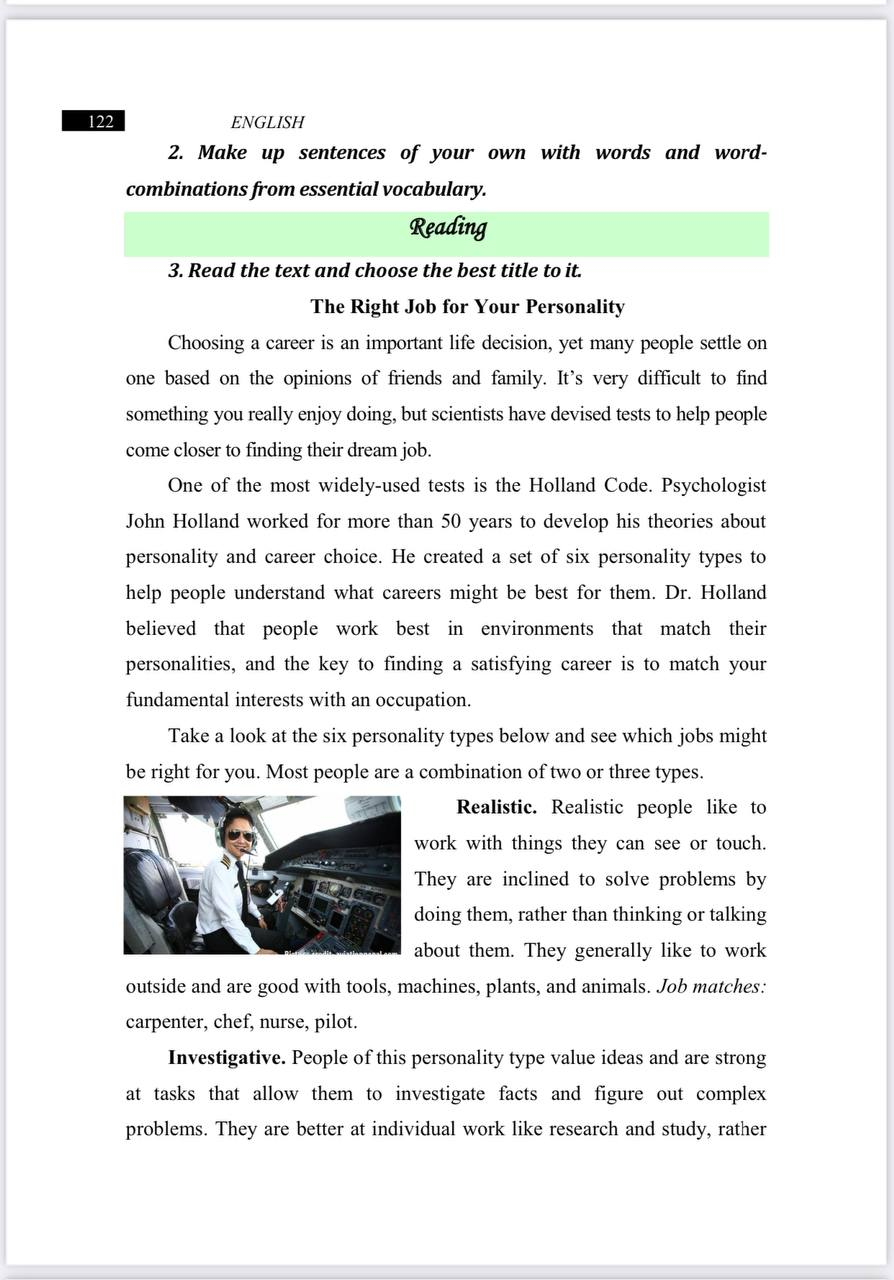 122 ENGLISH
2. Make up sentences of your own with words and word-
combinations from essential vocabulary.
Reading
3. Read the text and choose the best title to it.
The Right Job for Your Personality
Choosing a career is an important life decision, yet many people settle on
one based on the opinions of friends and family. It’s very difficult to find
something you really enjoy doing, but scientists have devised tests to help people
come closer to finding their dream job.
One of the most widely-used tests is the Holland Code. Psychologist
John Holland worked for more than 50 years to develop his theories about
personality and career choice. He created a set of six personality types to
help people understand what careers might be best for them. Dr. Holland
believed that people work best in environments that match their
personalities, and the key to finding a satisfying career is to match your
fundamental interests with an occupation.
Take a look at the six personality types below and see which jobs might
be right for you. Most people are a combination of two or three types.
Realistic. Realistic people like to
work with things they can see or touch.
They are inclined to solve problems by
doing them, rather than thinking or talking
about them. They generally like to work
Picture credit:
outside and are good with tools, machines, plants, and animals. Job matches:
carpenter, chef, nurse, pilot.
Investigative. People of this personality type value ideas and are strong
at tasks that allow them to investigate facts and figure out complex
problems. They are better at individual work like research and study, rather